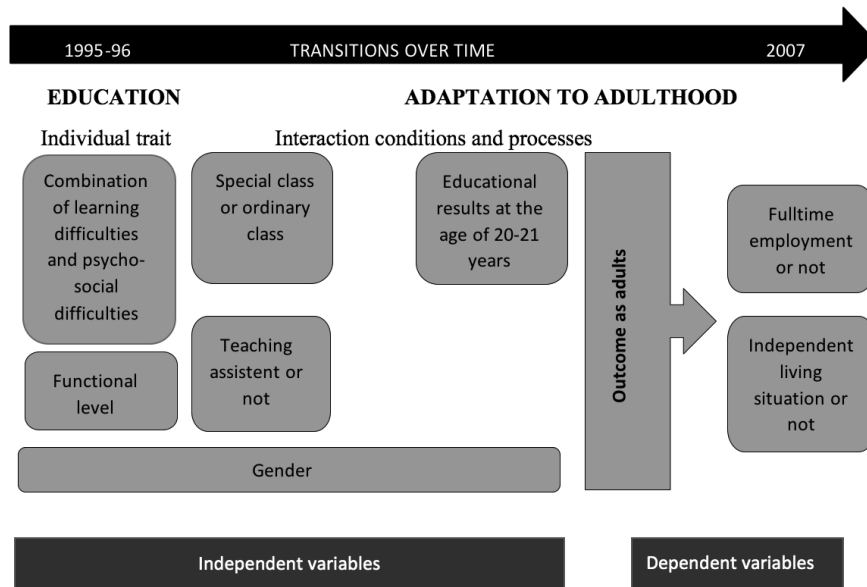 1995-96 TRANSITIONS OVER TIME 2007
EDUCATION ADAPTATION TO ADULTHOOD
Individual trait Interaction conditions and processes
Combination
of learning
difficulties
and psycho-
social
difficulties
Functional
level
Special class
or ordinary
class
Teaching
assistent or
not
Educational
results at the
age of 20-21
years
Gender
Outcome as adults
Fulltime
employment
or not
Independent
living
situation or
not
Independent variables
Dependent variables